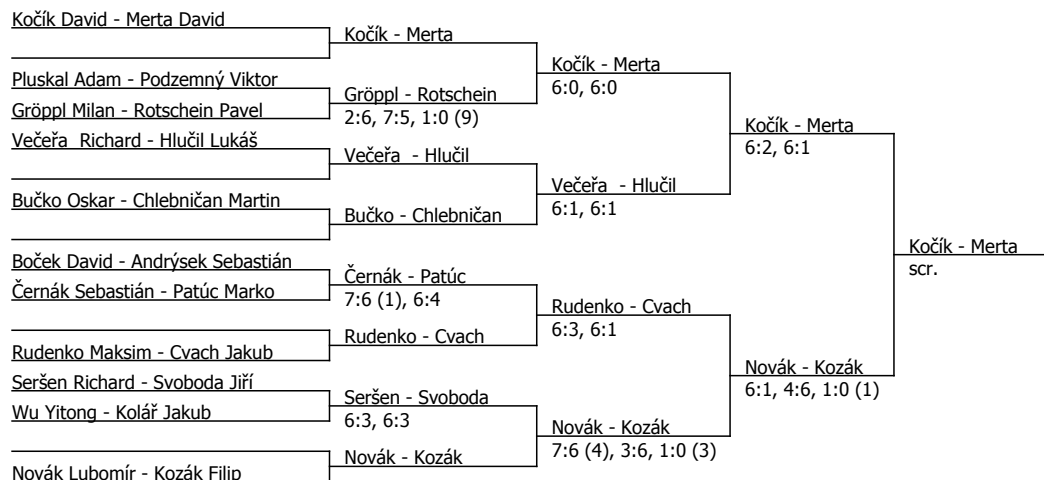 Kočík David - Merta David
Pluskal Adam - Podzemný Viktor
Gröppl Milan - Rotschein Pavel
Večeřa  Richard - Hlučil Lukáš
Bučko Oskar - Chlebničan Martin
Boček David - Andrýsek Sebastián
Černák Sebastián - Patúc Marko
Rudenko Maksim - Cvach Jakub
Seršen Richard - Svoboda Jiří
Wu Yitong - Kolář Jakub
Novák Lubomír - Kozák Filip
Kočík - Merta
Gröppl - Rotschein
2:6, 7:5, 1:0 (9)
Večeřa  - Hlučil
Bučko - Chlebničan
Černák - Patúc
7:6 (1), 6:4
Rudenko - Cvach
Seršen - Svoboda
6:3, 6:3
Novák - Kozák
Kočík - Merta
6:0, 6:0
Večeřa  - Hlučil
6:1, 6:1
Rudenko - Cvach
6:3, 6:1
Novák - Kozák
7:6 (4), 3:6, 1:0 (3)
Kočík - Merta
6:2, 6:1
Novák - Kozák
6:1, 4:6, 1:0 (1)
Kočík - Merta
scr.